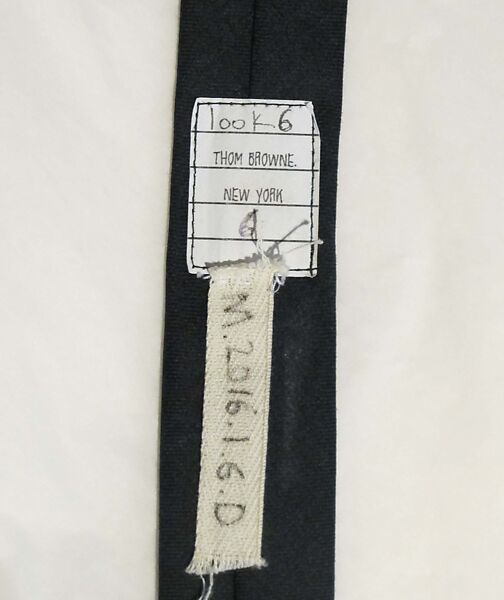 look 6
THOM BROWNE.
NEW YORK
M.2016.1.6.D